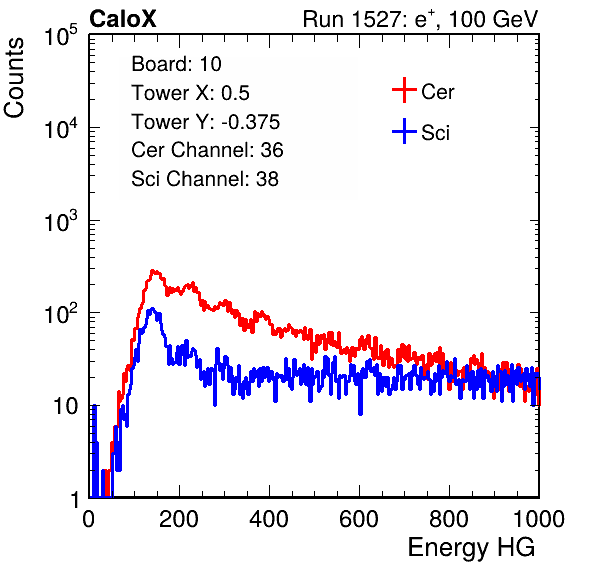 CaloX Run 1527: e⁺, 100 GeV
Board: 10
Tower X: 0.5
Tower Y: -0.375
Cer Channel: 36
Sci Channel: 38
Cer
Sci
Counts
10⁵
10⁴
10³
10²
10
1
0 200 400 600 800 1000
Energy HG